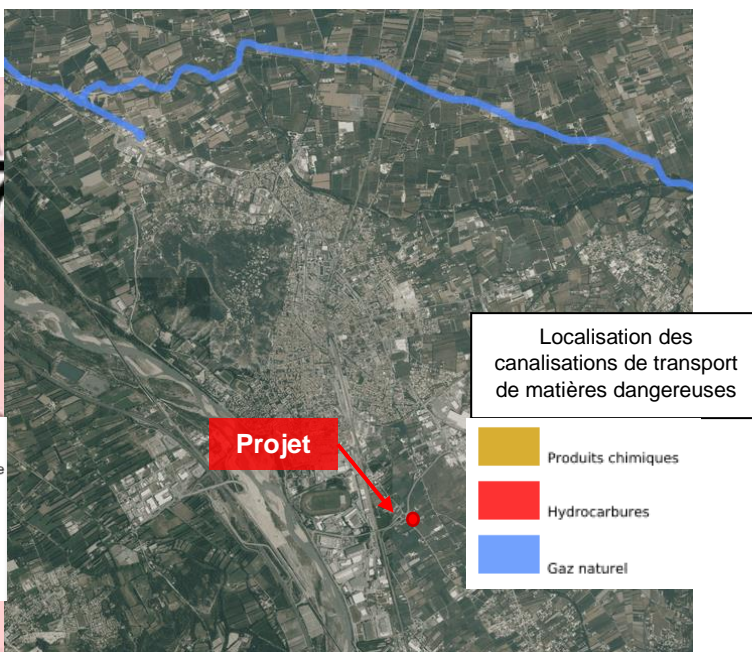 Localisation des
canalisations de transport
de matières dangereuses
Projet
Produits chimiques
Hydrocarbures
Gaz naturel